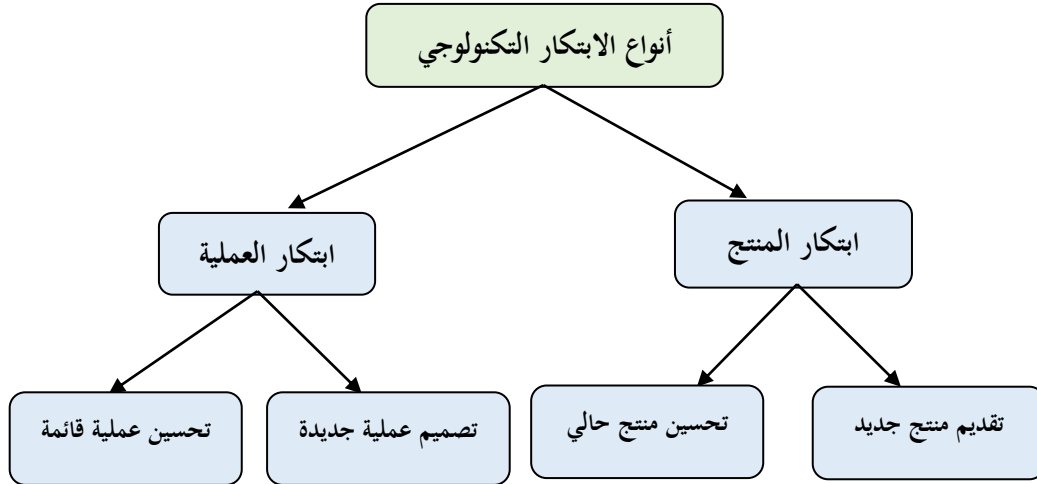 أنواع الابتكار التكنولوجي
ابتكار المنتج
ابتكار العملية
تقديم منتج جديد
تحسين منتج حالي
تصميم عملية جديدة
تحسين عملية قائمة